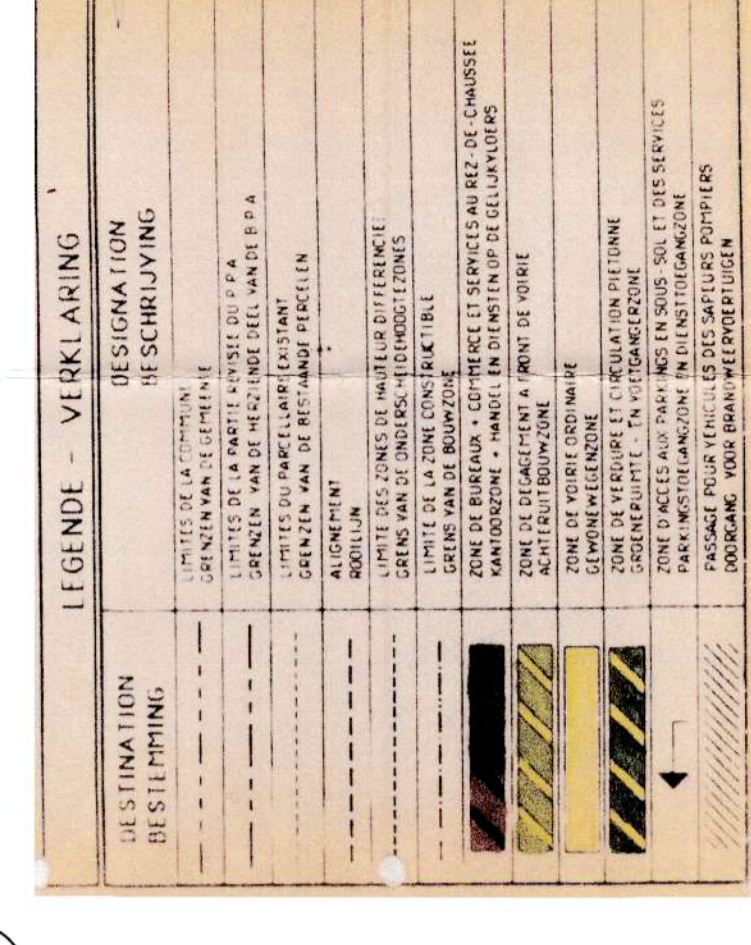 LEGENDE - VERKLARING
DESTINATION
BESTEMMING
DESIGNATION
BESCHRIJVING
LIMITES DE LA COMMUNE
GRENZEN VAN DE GEMEENTE
LIMITES DE LA PARTIE REVISEE DU P P A
GRENZEN VAN DE HERZIENDE DEEL VAN DE B P A
LIMITES DU PARCELLAIRE EXISTANT
GRENZEN VAN DE BESTAANDE PERCELEN
ALIGNEMENT
ROOILIJN
LIMITE DES ZONES DE HAUTEUR DIFFERENCIEE
GRENS VAN DE ONDERSCHEIDEHOOGTEZONES
LIMITE DE LA ZONE CONSTRUCTIBLE
GRENS VAN DE BOUWZONE
ZONE DE BUREAUX + COMMERCE ET SERVICES AU REZ-DE-CHAUSSEE
KANTOORZONE + HANDEL EN DIENSTEN OP DE GELIJKVLOERS
ZONE DE DEGAGEMENT A FRONT DE VOIRIE
ACHTERUITBOUWZONE
ZONE DE VOIRIE ORDINAIRE
GEWONEWEGENZONE
ZONE DE VERDURE ET CIRCULATION PIETONNE
GROENERUIMTE - EN VOETGANGERZONE
ZONE D'ACCES AUX PARKINGS EN SOUS-SOL ET DES SERVICES
PARKINGSTOEGANGZONE EN DIENSTTOEGANGZONE
PASSAGE POUR VEHICULES DES SAPEURS POMPIERS
DOORGANG VOOR BRANDWEERVOERTUIGEN